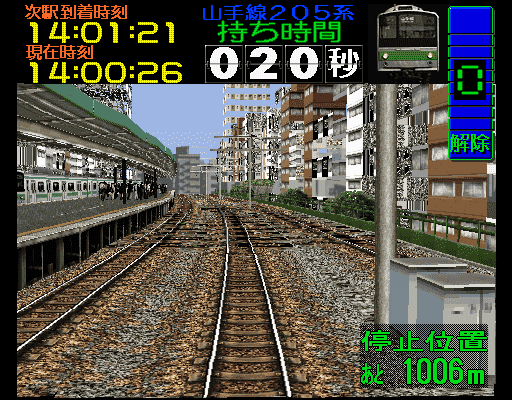 次駅到着時刻
14:01:21
現在時刻
14:00:26
山手線205系
持ち時間
020秒
0
解除
停止位置
あと 1006m